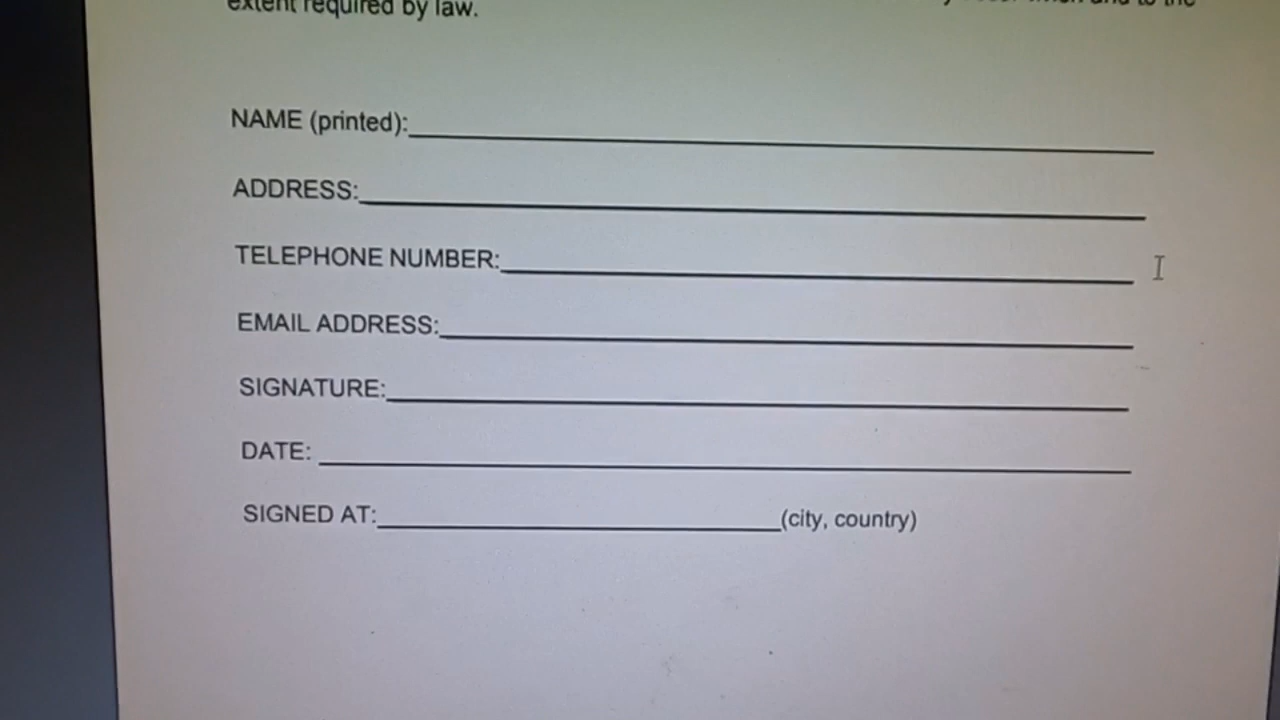 extent required by law.
NAME (printed):
ADDRESS:
TELEPHONE NUMBER:
EMAIL ADDRESS:
SIGNATURE:
DATE:
SIGNED AT: (city, country)